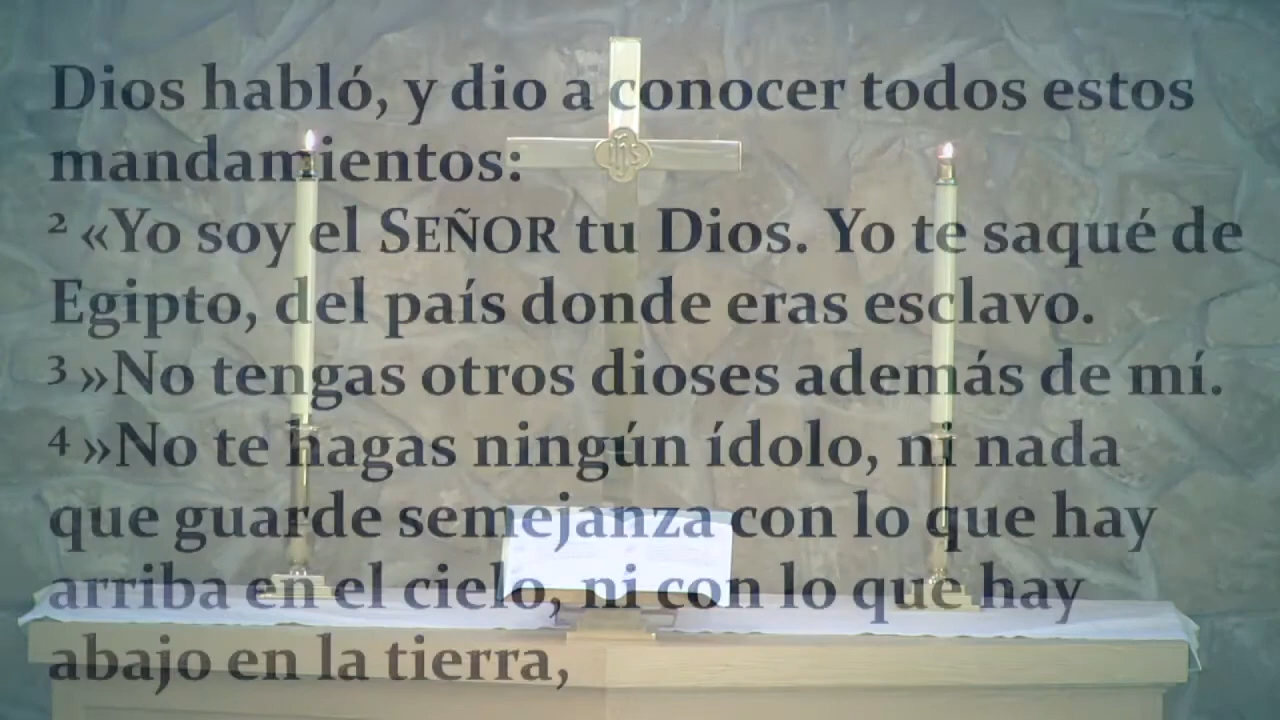 Dios habló, y dio a conocer todos estos
mandamientos:
² «Yo soy el SEÑOR tu Dios. Yo te saqué de
Egipto, del país donde eras esclavo.
³ »No tengas otros dioses además de mí.
⁴ »No te hagas ningún ídolo, ni nada
que guarde semejanza con lo que hay
arriba en el cielo, ni con lo que hay
abajo en la tierra,
ihs